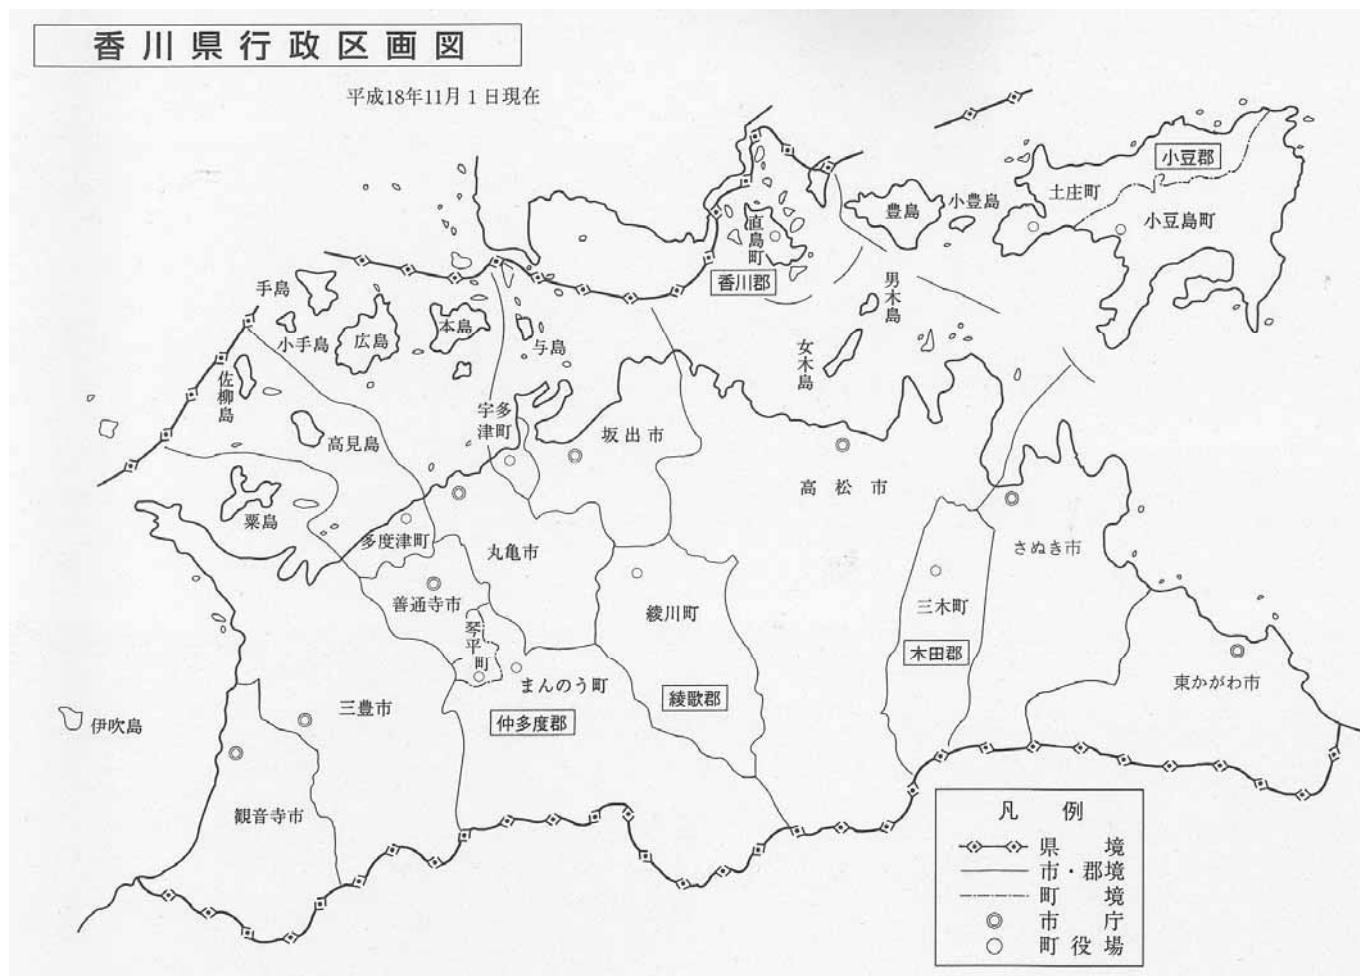 香川県行政区画図
平成18年11月1日現在
小豆郡
土庄町
小豆島町
豊島
小豊島
直島町
香川郡
男木島
女木島
手島
小手島
広島
本島
与島
佐柳島
高見島
粟島
宇多津町
坂出市
高松市
多度津町
丸亀市
さぬき市
善通寺市
琴平町
綾川町
三木町
木田郡
まんのう町
仲多度郡
綾歌郡
東かがわ市
三豊市
伊吹島
観音寺市
凡例
県境
市・郡境
町境
市庁
町役場